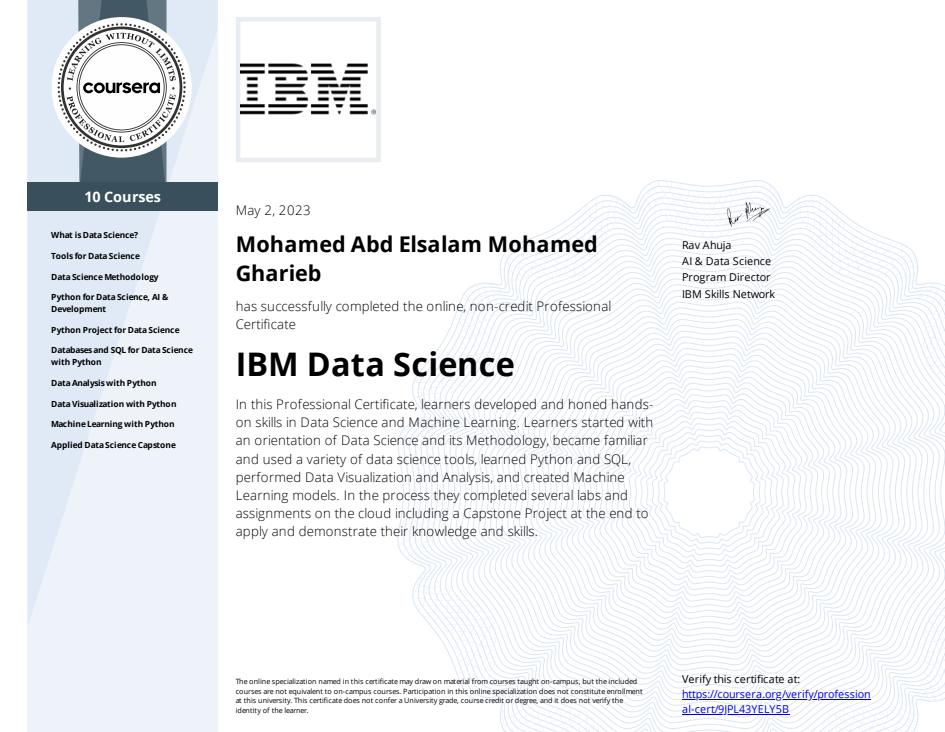 LEARNING WITHOUT LIMITS
coursera
PROFESSIONAL CERTIFICATE
10 Courses
What is Data Science?
Tools for Data Science
Data Science Methodology
Python for Data Science, AI &
Development
Python Project for Data Science
Databases and SQL for Data Science
with Python
Data Analysis with Python
Data Visualization with Python
Machine Learning with Python
Applied Data Science Capstone
IBM®
May 2, 2023
Mohamed Abd Elsalam Mohamed
Gharieb
has successfully completed the online, non-credit Professional
Certificate
IBM Data Science
In this Professional Certificate, learners developed and honed hands-
on skills in Data Science and Machine Learning. Learners started with
an orientation of Data Science and its Methodology, became familiar
and used a variety of data science tools, learned Python and SQL,
performed Data Visualization and Analysis, and created Machine
Learning models. In the process they completed several labs and
assignments on the cloud including a Capstone Project at the end to
apply and demonstrate their knowledge and skills.
Rav Ahuja
Rav Ahuja
AI & Data Science
Program Director
IBM Skills Network
The online specialization named in this certificate may draw on material from courses taught on-campus, but the included
courses are not equivalent to on-campus courses. Participation in this online specialization does not constitute enrollment
at this university. This certificate does not confer a University grade, course credit or degree, and it does not verify the
identity of the learner.
Verify this certificate at:
https://coursera.org/verify/profession
al-cert/9JPL43YELY5B